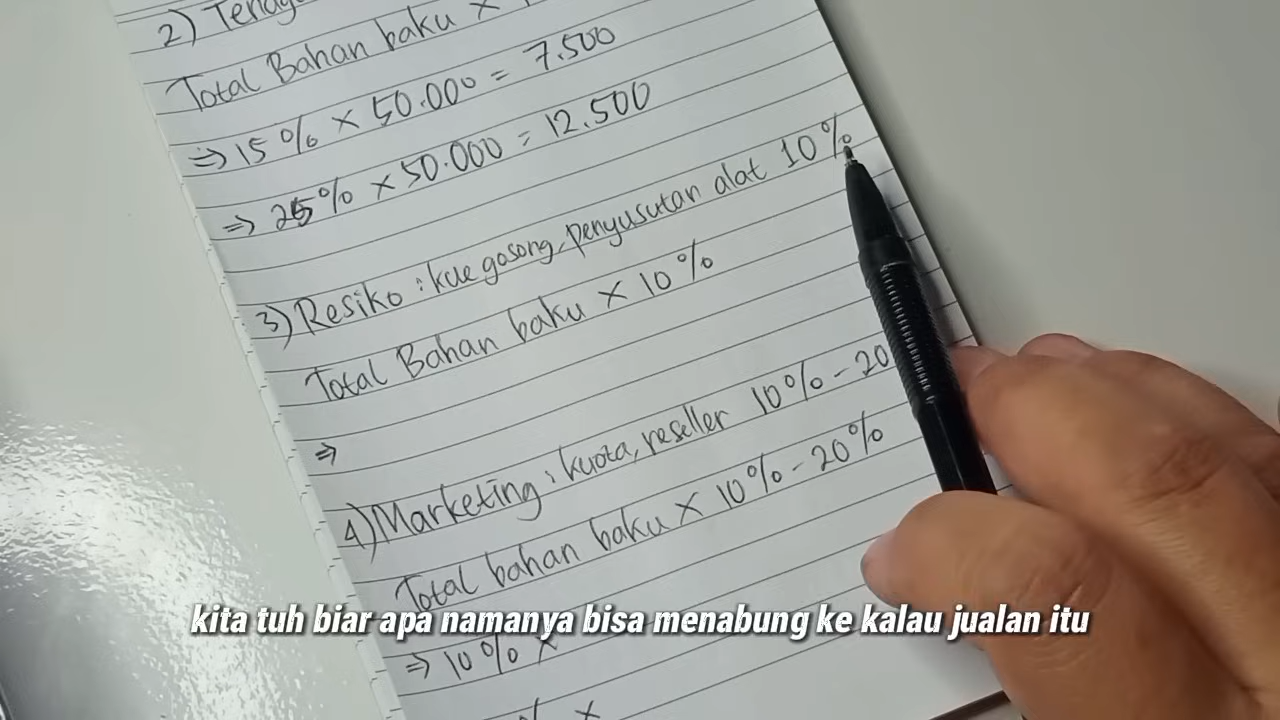 2) Tenaga
Total Bahan baku ×
⇒ 15% × 50.000 = 7.500
⇒ 25% × 50.000 = 12.500
3) Resiko : kue gosong, penyusutan alat 10%
Total Bahan baku × 10%
⇒
4) Marketing : kuota, reseller 10% - 20
Total bahan baku × 10% - 20%
kita tuh biar apa namanya bisa menabung ke kalau jualan itu
⇒ 10% ×
% ×